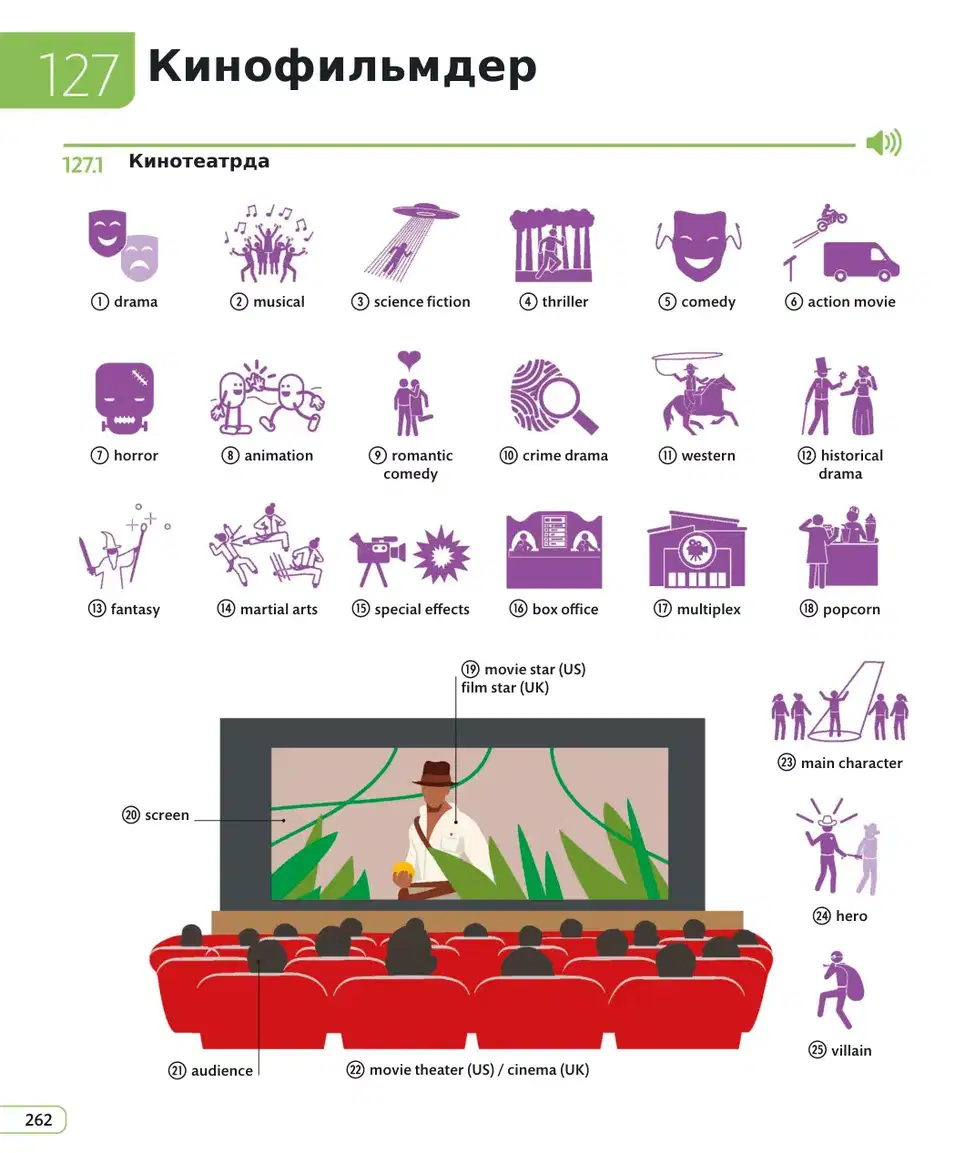 127 Кинофильмдер
127.1 Кинотеатрда
① drama ② musical ③ science fiction ④ thriller ⑤ comedy ⑥ action movie
⑦ horror ⑧ animation ⑨ romantic comedy ⑩ crime drama ⑪ western ⑫ historical drama
⑬ fantasy ⑭ martial arts ⑮ special effects ⑯ box office ⑰ multiplex ⑱ popcorn
⑲ movie star (US)
film star (UK)
⑳ screen
㉑ audience
㉒ movie theater (US) / cinema (UK)
㉓ main character
㉔ hero
㉕ villain
262